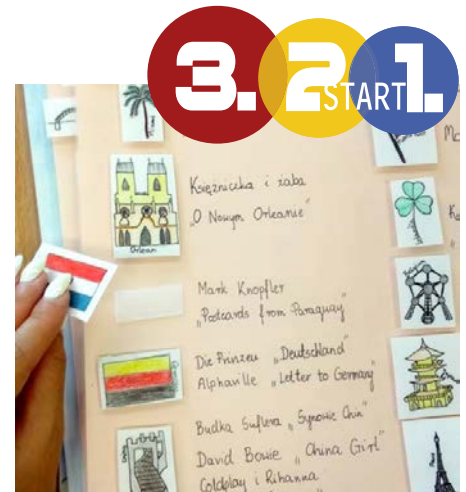 3. 2 START 1.
Księżniczka i żaba
„O Nowym Orleanie”
Orlean
Mark Knopfler
„Postcards from Paraguay”
Die Prinzen „Deutschland”
Alphaville „Letter to Germany”
Budka Suflera „Synowie Chin”
David Bowie „China Girl”
Coldplay i Rihanna